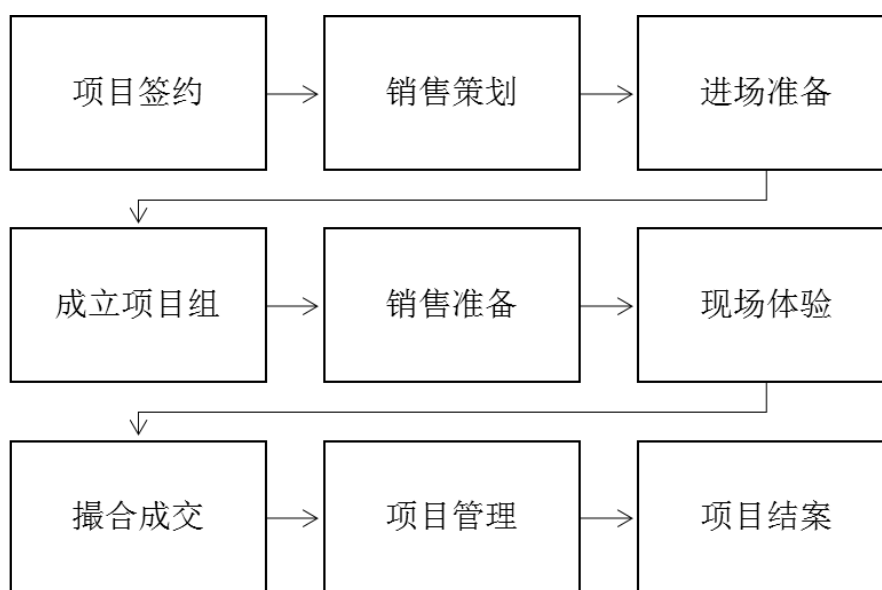 项目签约
销售策划
进场准备
成立项目组
销售准备
现场体验
撮合成交
项目管理
项目结案